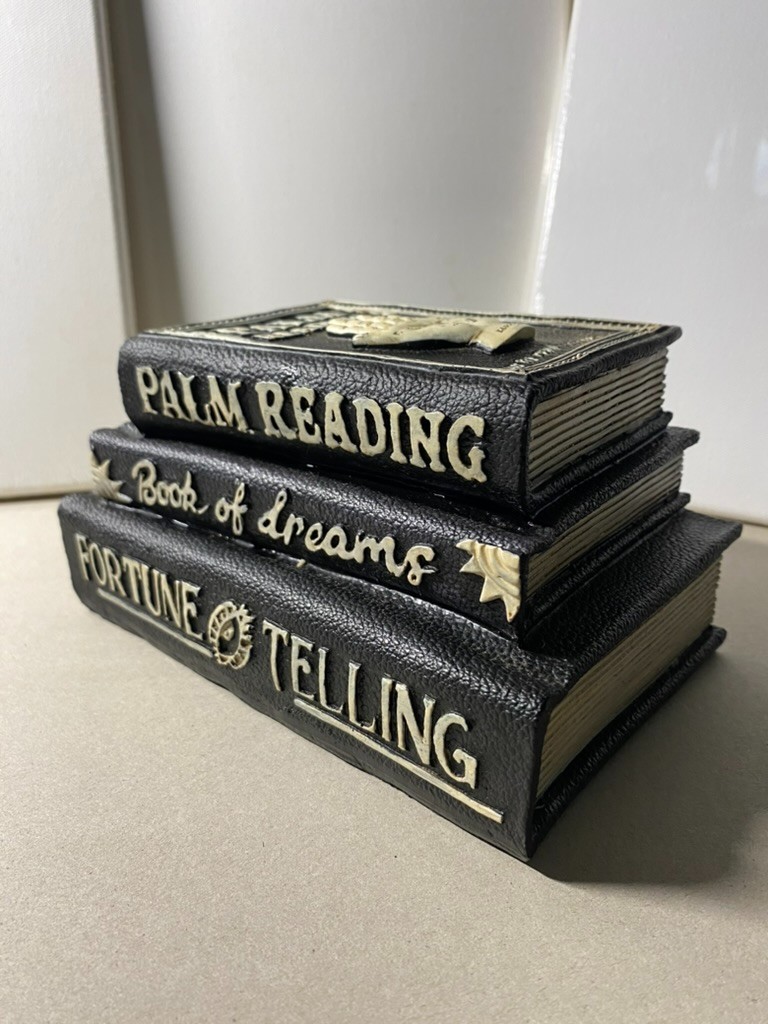 PALM READING
Book of dreams
FORTUNE TELLING